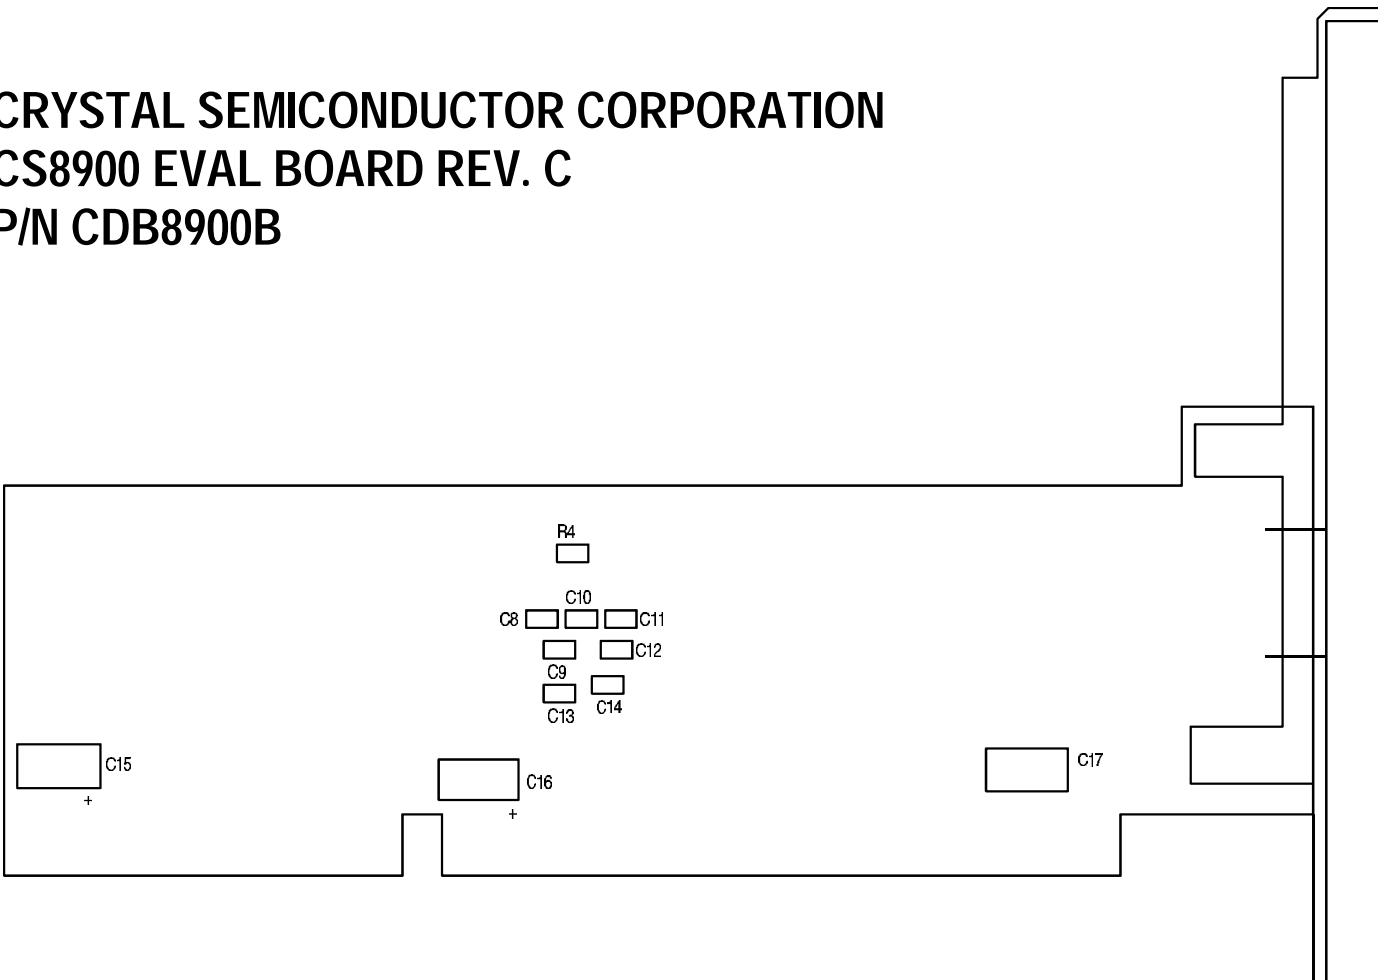 CRYSTAL SEMICONDUCTOR CORPORATION
CS8900 EVAL BOARD REV. C
P/N CDB8900B
R4
C10
C8
C11
C12
C9
C14
C13
C15
+
C16
+
C17